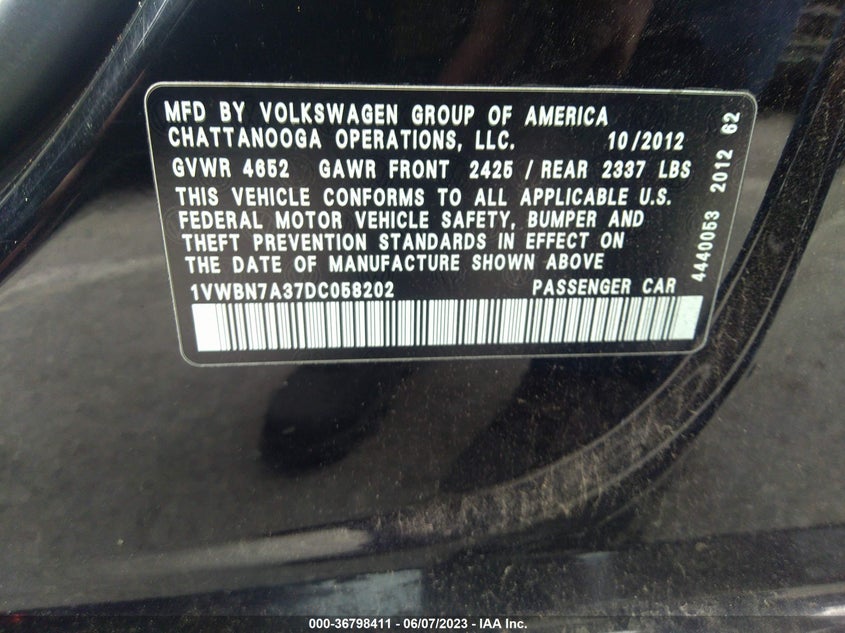 MFD BY VOLKSWAGEN GROUP OF AMERICA
CHATTANOOGA OPERATIONS, LLC. 10/2012
GVWR 4652 GAWR FRONT 2425 / REAR 2337 LBS
THIS VEHICLE CONFORMS TO ALL APPLICABLE U.S.
FEDERAL MOTOR VEHICLE SAFETY, BUMPER AND
THEFT PREVENTION STANDARDS IN EFFECT ON
THE DATE OF MANUFACTURE SHOWN ABOVE
1VWBN7A37DC058202 PASSENGER CAR
4440053 2012 62
000-36798411 - 06/07/2023 - IAA Inc.